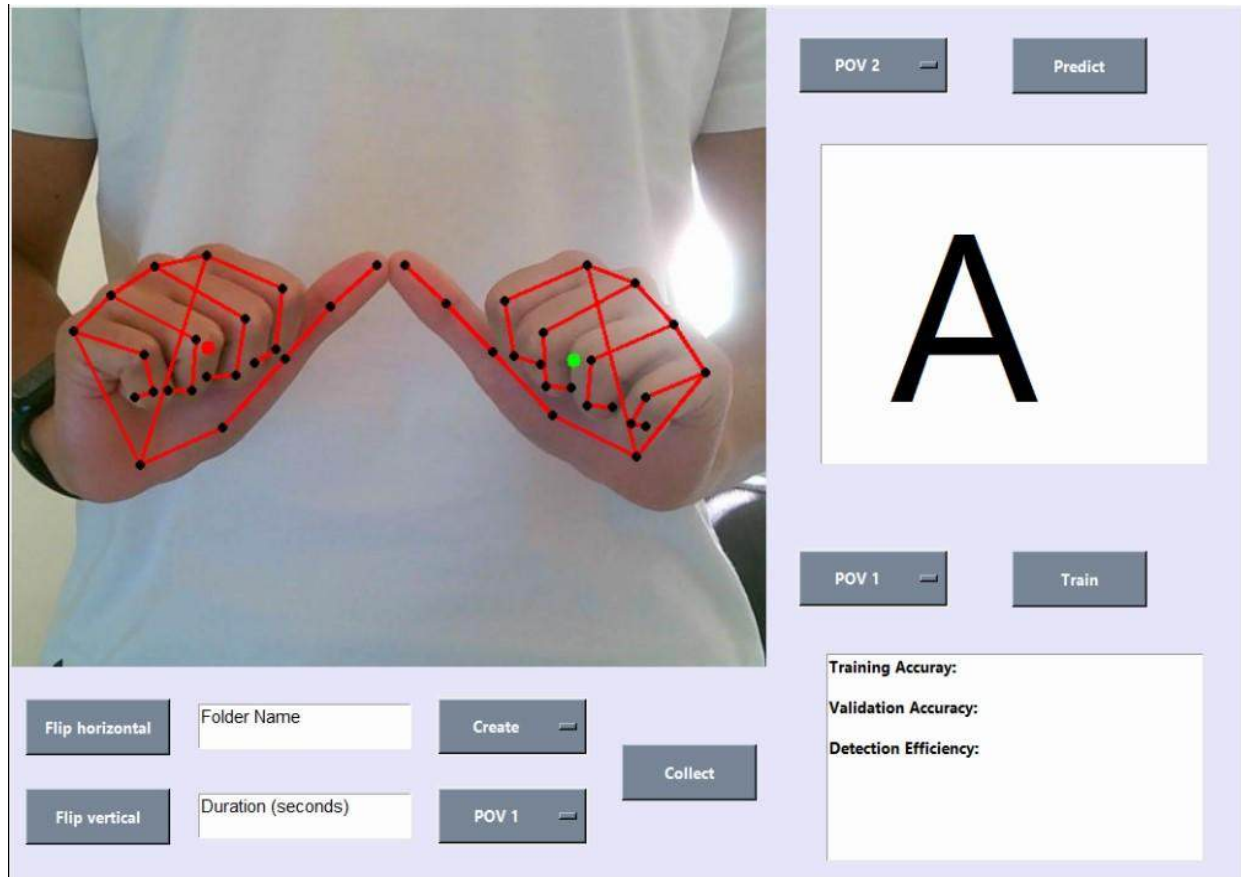 POV 2
Predict
A
POV 1
Train
Training Accuray:
Validation Accuracy:
Detection Efficiency:
Flip horizontal
Folder Name
Create
Collect
Flip vertical
Duration (seconds)
POV 1